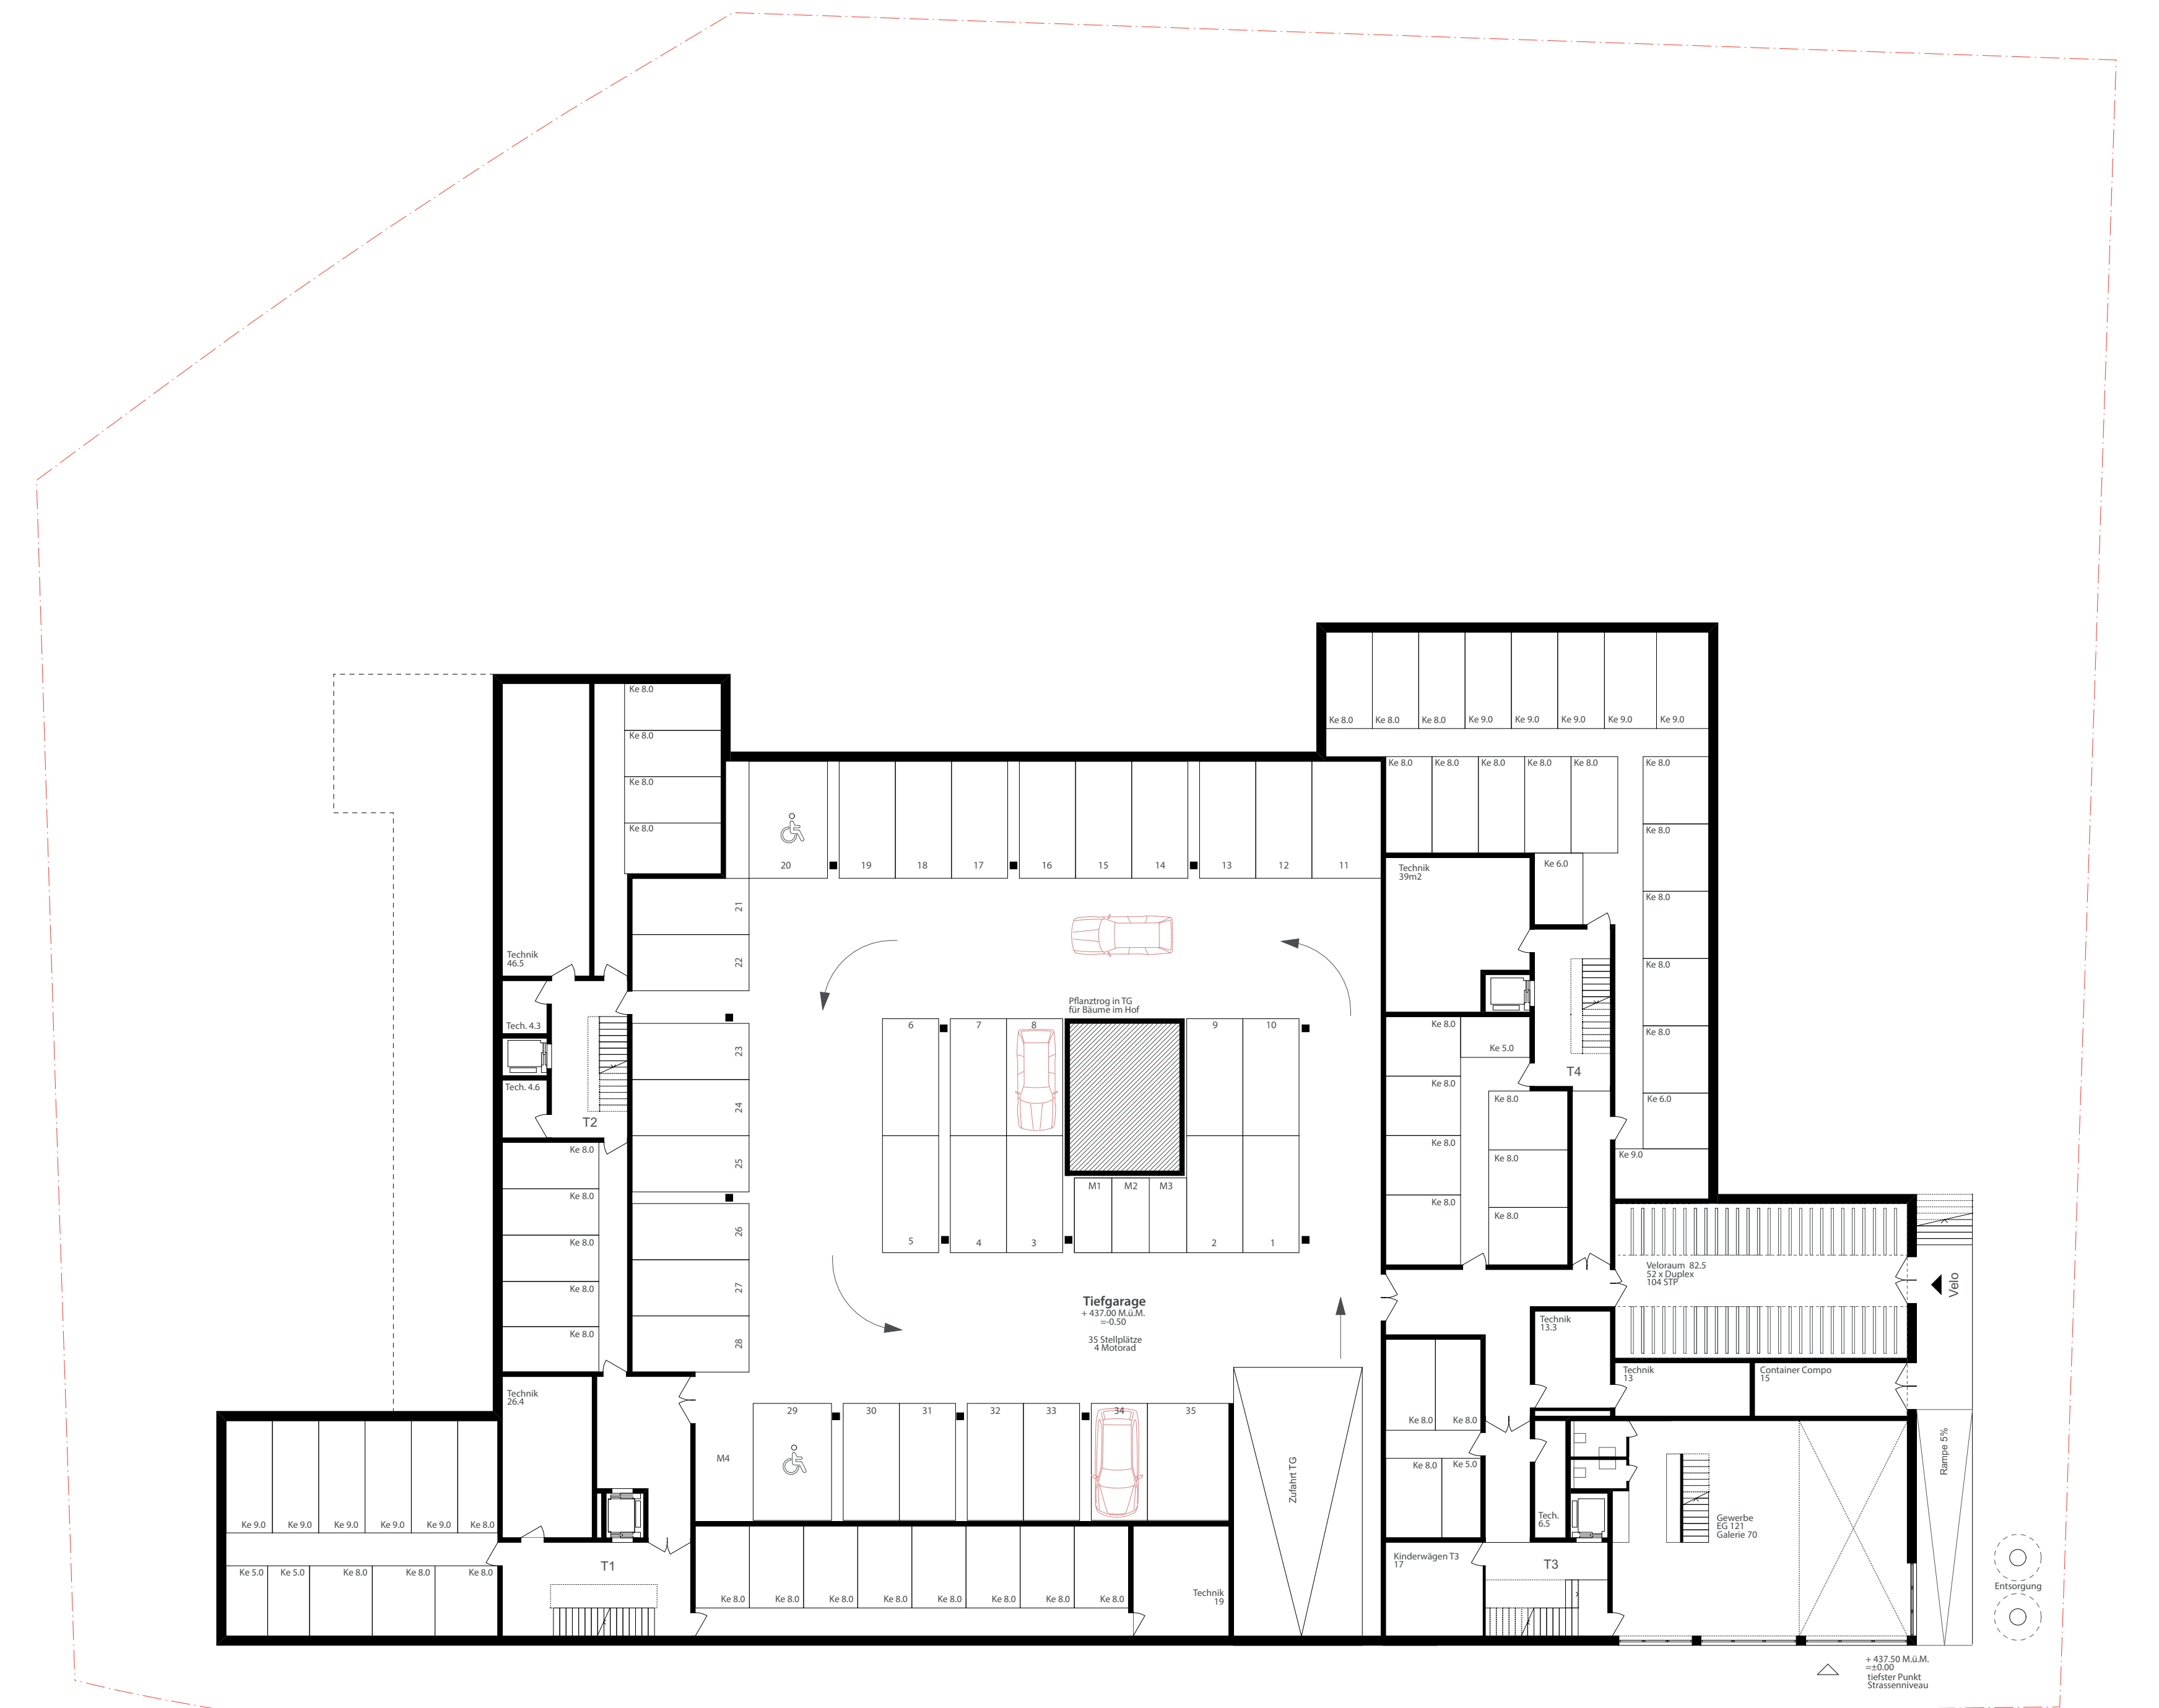 Ke 8.0
Ke 8.0
Ke 8.0
Ke 8.0
Ke 8.0
Ke 8.0
Ke 8.0
Ke 9.0
Ke 9.0
Ke 9.0
Ke 9.0
Ke 9.0
Ke 8.0
Ke 8.0
Ke 8.0
Ke 8.0
Ke 8.0
Ke 8.0
Ke 8.0
Ke 8.0
Ke 8.0
Ke 8.0
Ke 6.0
Ke 9.0
20
19
18
17
16
15
14
13
12
11
Technik
39m2
Ke 6.0
Technik
46.5
Tech. 4.3
Tech. 4.6
T2
21
22
23
24
25
26
27
28
Pflanztrog in TG
für Bäume im Hof
6
7
8
9
10
M1
M2
M3
5
4
3
2
1
Ke 8.0
Ke 5.0
Ke 8.0
Ke 8.0
Ke 8.0
Ke 8.0
Ke 8.0
Ke 8.0
T4
Ke 8.0
Ke 8.0
Ke 8.0
Ke 8.0
Ke 8.0
Tiefgarage
+ 437.00 M.ü.M.
=-0.50
35 Stellplätze
4 Motorad
Veloraum 82.5
52 x Duplex
104 STP
Velo
Technik
13.3
Technik
13
Container Compo
15
Technik
26.4
M4
29
30
31
32
33
34
35
Zufahrt TG
Ke 8.0
Ke 8.0
Ke 8.0
Ke 5.0
Tech.
6.5
Gewerbe
EG 121
Galerie 70
Rampe 5%
Ke 9.0
Ke 9.0
Ke 9.0
Ke 9.0
Ke 9.0
Ke 8.0
Ke 5.0
Ke 5.0
Ke 8.0
Ke 8.0
Ke 8.0
T1
Ke 8.0
Ke 8.0
Ke 8.0
Ke 8.0
Ke 8.0
Ke 8.0
Ke 8.0
Ke 8.0
Technik
19
Kinderwägen T3
17
T3
Entsorgung
+ 437.50 M.ü.M.
=±0.00
tiefster Punkt
Strassenniveau